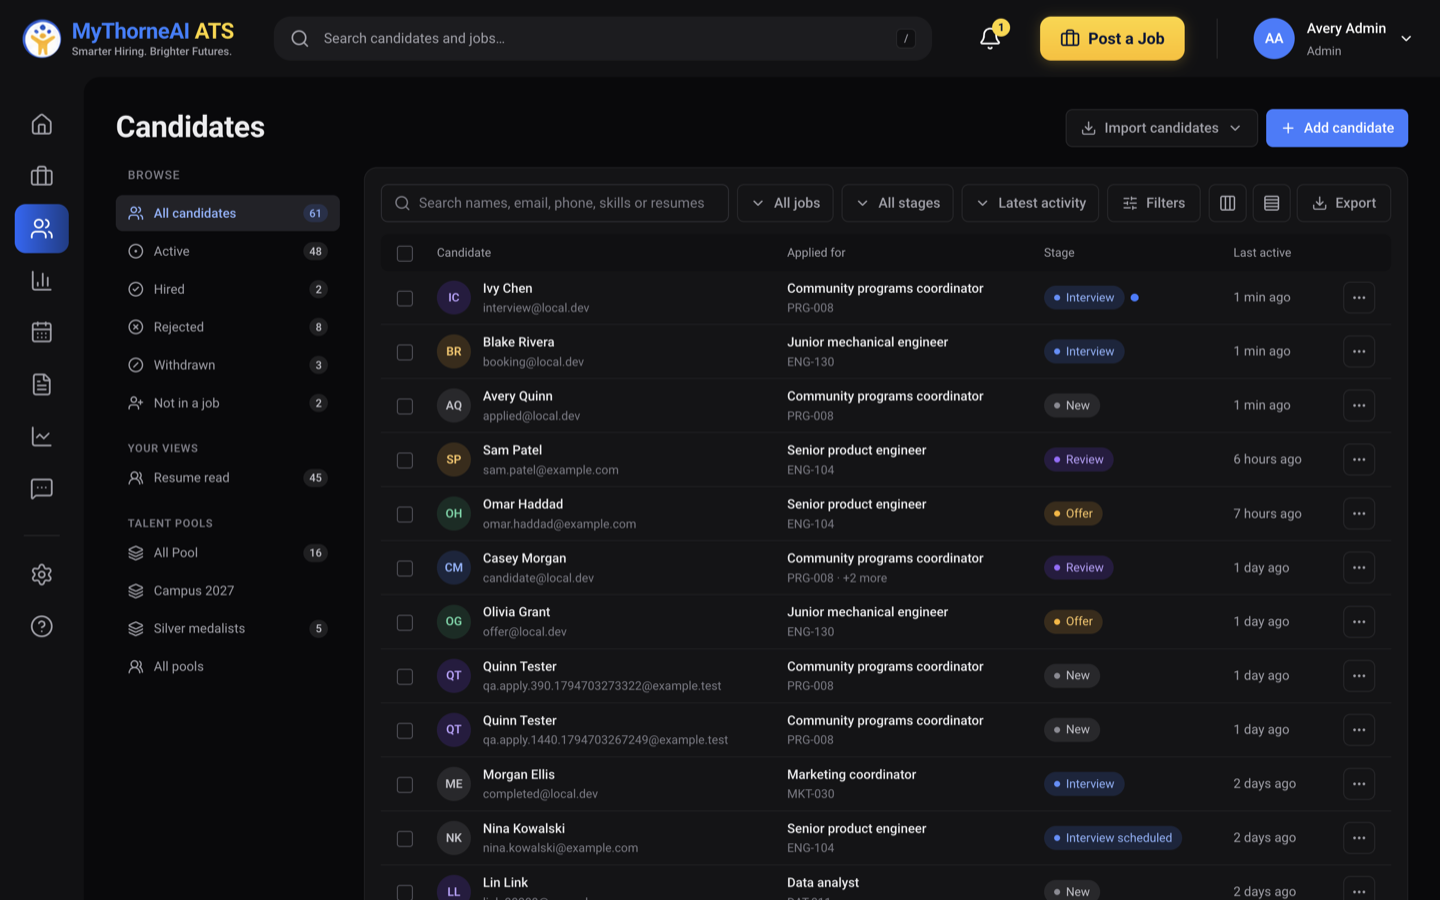 MyThorneAI ATS
Smarter Hiring. Brighter Futures.
Search candidates and jobs...
/
1
Post a Job
AA
Avery Admin
Admin
Candidates
Import candidates
Add candidate
BROWSE
All candidates 61
Active 48
Hired 2
Rejected 8
Withdrawn 3
Not in a job 2
YOUR VIEWS
Resume read 45
TALENT POOLS
All Pool 16
Campus 2027
Silver medalists 5
All pools
Search names, email, phone, skills or resumes
All jobs
All stages
Latest activity
Filters
Export
Candidate Applied for Stage Last active
IC Ivy Chen Community programs coordinator Interview 1 min ago
interview@local.dev PRG-008
BR Blake Rivera Junior mechanical engineer Interview 1 min ago
booking@local.dev ENG-130
AQ Avery Quinn Community programs coordinator New 1 min ago
applied@local.dev PRG-008
SP Sam Patel Senior product engineer Review 6 hours ago
sam.patel@example.com ENG-104
OH Omar Haddad Senior product engineer Offer 7 hours ago
omar.haddad@example.com ENG-104
CM Casey Morgan Community programs coordinator Review 1 day ago
candidate@local.dev PRG-008 · +2 more
OG Olivia Grant Junior mechanical engineer Offer 1 day ago
offer@local.dev ENG-130
QT Quinn Tester Community programs coordinator New 1 day ago
qa.apply.390.1794703273322@example.test PRG-008
QT Quinn Tester Community programs coordinator New 1 day ago
qa.apply.1440.1794703267249@example.test PRG-008
ME Morgan Ellis Marketing coordinator Interview 2 days ago
completed@local.dev MKT-030
NK Nina Kowalski Senior product engineer Interview scheduled 2 days ago
nina.kowalski@example.com ENG-104
LL Lin Link Data analyst New 2 days ago